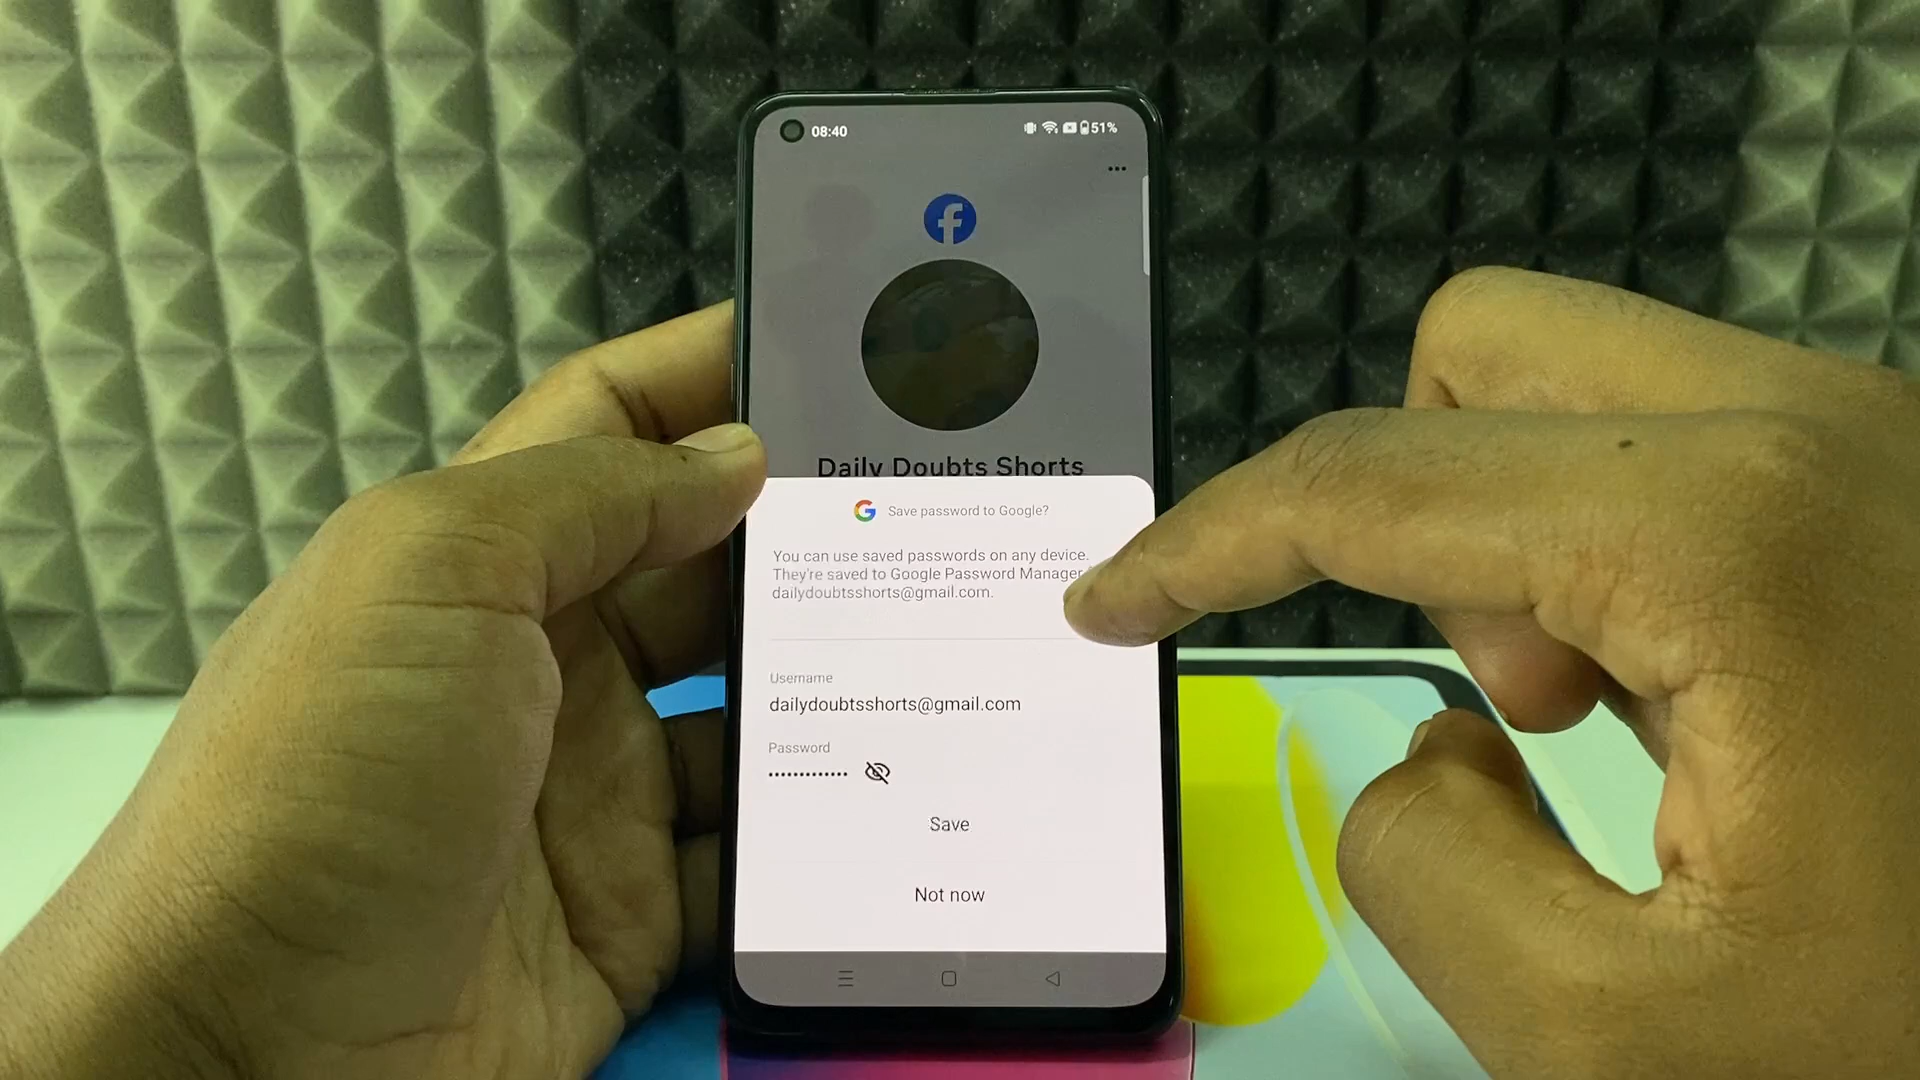 08:40
51%
Daily Doubts Shorts
Save password to Google?
You can use saved passwords on any device.
They're saved to Google Password Manager
dailydoubtsshorts@gmail.com.
Username
dailydoubtsshorts@gmail.com
Password
•••••••••••••
Save
Not now